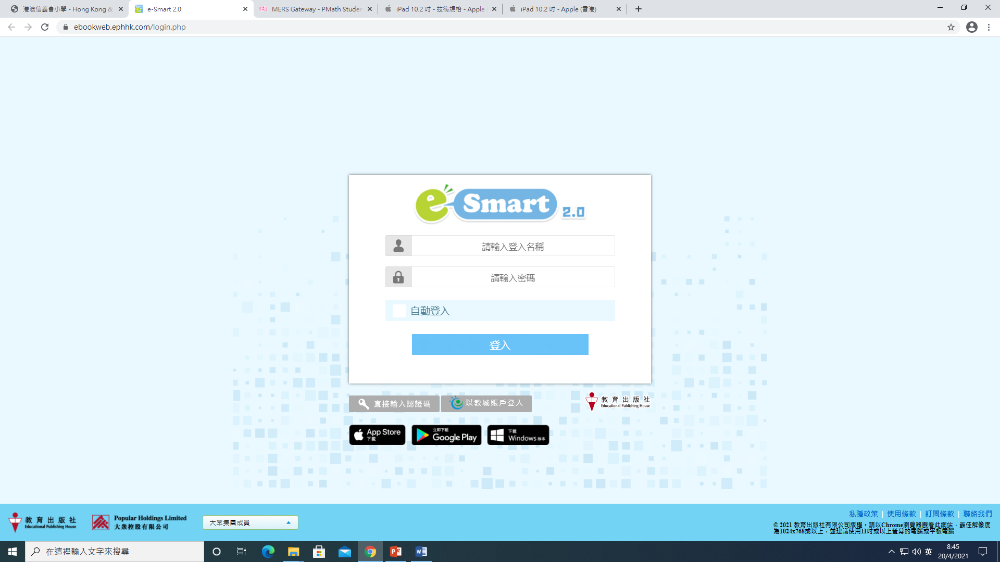 港澳信義會小學 - Hong Kong &
e-Smart 2.0
MERS Gateway - PMath Studen
iPad 10.2 吋 - 技術規格 - Apple
iPad 10.2 吋 - Apple (香港)
ebookweb.ephhk.com/login.php
e Smart 2.0
請輸入登入名稱
請輸入密碼
自動登入
登入
直接輸入認證碼
以教城賬戶登入
教育出版社
Educational Publishing House
App Store
下載
立即下載
Google Play
下載
Windows 版本
教育出版社
Educational Publishing House
Popular Holdings Limited
大眾控股有限公司
大眾集團成員
私隱政策 | 使用條款 | 訂閱條款 | 聯絡我們
© 2021 教育出版社有限公司版權。請以Chrome瀏覽器觀看此網站，最佳解像度
為1024x768或以上，並建議使用11吋或以上螢幕的電腦或平板電腦
在這裡輸入文字來搜尋
英
8:45
20/4/2021